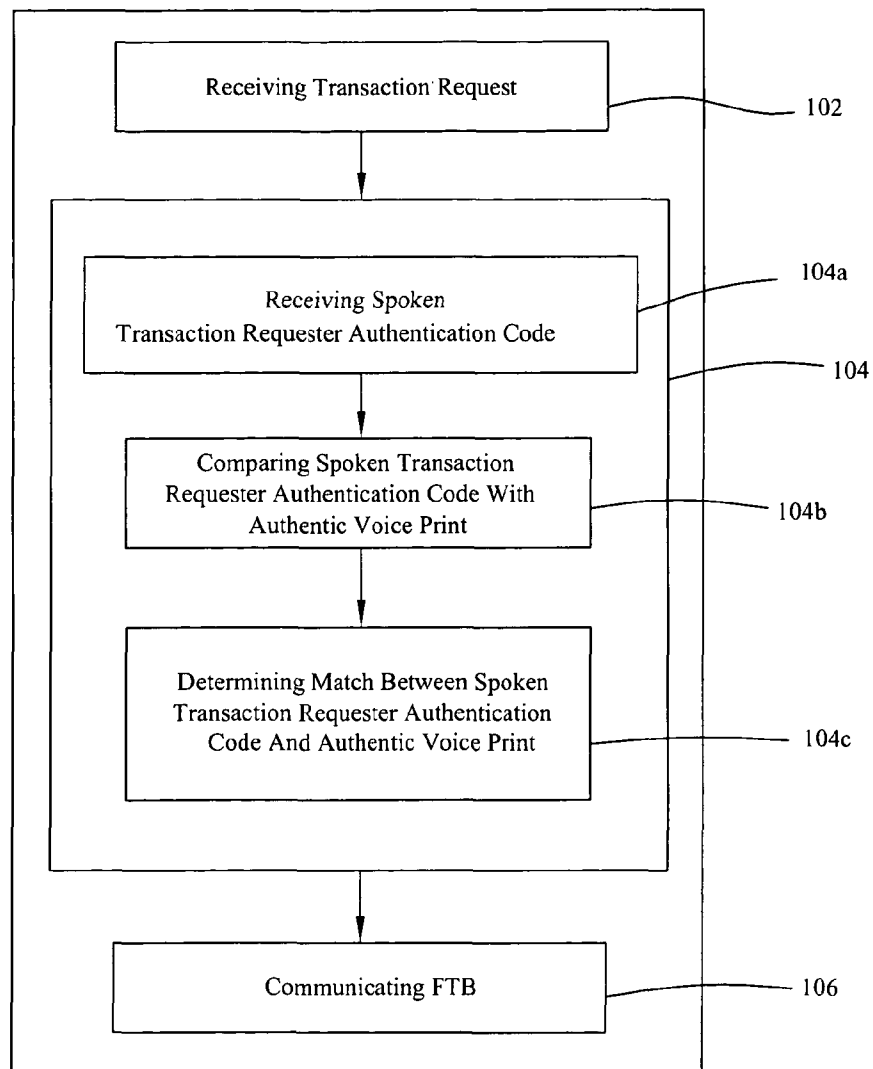 Receiving Transaction Request
102
Receiving Spoken
Transaction Requester Authentication Code
104a
104
Comparing Spoken Transaction
Requester Authentication Code With
Authentic Voice Print
104b
Determining Match Between Spoken
Transaction Requester Authentication
Code And Authentic Voice Print
104c
Communicating FTB
106